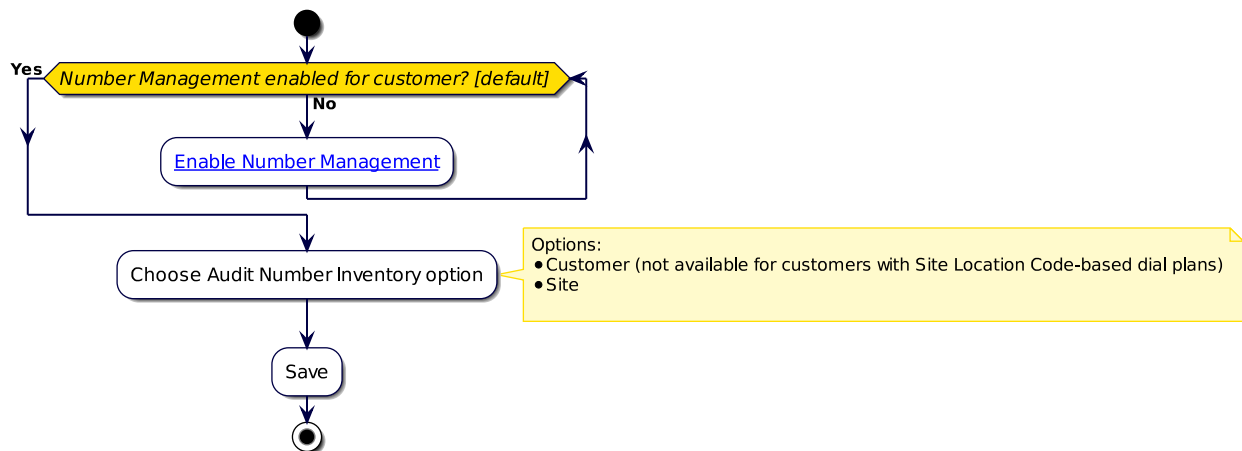 Yes
Number Management enabled for customer? [default]
No
Enable Number Management
Choose Audit Number Inventory option
Options:
•Customer (not available for customers with Site Location Code-based dial plans)
•Site
Save